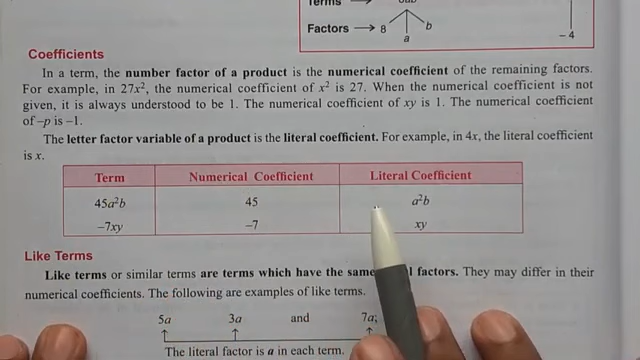 Factors → 8
a
b
– 4
Coefficients
In a term, the number factor of a product is the numerical coefficient of the remaining factors.
For example, in 27x², the numerical coefficient of x² is 27. When the numerical coefficient is not
given, it is always understood to be 1. The numerical coefficient of xy is 1. The numerical coefficient
of –p is –1.
The letter factor variable of a product is the literal coefficient. For example, in 4x, the literal coefficient
is x.
Term Numerical Coefficient Literal Coefficient
45a²b 45 a²b
–7xy –7 xy
Like Terms
Like terms or similar terms are terms which have the same factors. They may differ in their
numerical coefficients. The following are examples of like terms.
5a 3a and 7a;
The literal factor is a in each term.